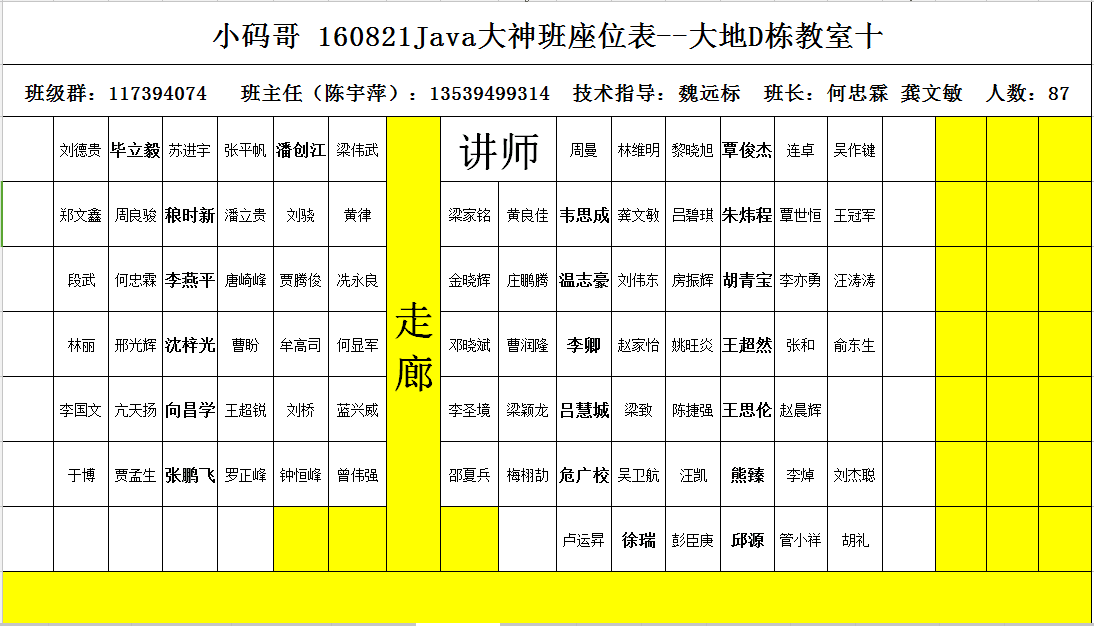 小码哥 160821Java大神班座位表--大地D栋教室十
班级群：117394074 班主任（陈宇萍）：13539499314 技术指导：魏远标 班长：何忠霖 龚文敏 人数：87
刘德贵 毕立毅 苏进宇 张平帆 潘创江 梁伟武 讲师 周曼 林维明 黎晓旭 覃俊杰 连卓 吴作键
郑文鑫 周良骏 稂时新 潘立贵 刘骁 黄律 梁家铭 黄良佳 韦思成 龚文敏 吕碧琪 朱炜程 覃世恒 王冠军
段武 何忠霖 李燕平 唐崎峰 贾腾俊 冼永良 金晓辉 庄鹏腾 温志豪 刘伟东 房振辉 胡青宝 李亦勇 汪涛涛
走廊
林丽 邢光辉 沈梓光 曹盼 牟高司 何显军 邓晓斌 曹润隆 李卿 赵家怡 姚旺炎 王超然 张和 俞东生
李国文 亢天扬 向昌学 王超锐 刘桥 蓝兴威 李圣境 梁颖龙 吕慧城 梁致 陈捷强 王思伦 赵晨辉
于博 贾孟生 张鹏飞 罗正峰 钟恒峰 曾伟强 邵夏兵 梅栩劼 危广校 吴卫航 汪凯 熊臻 李焯 刘杰聪
卢运昇 徐瑞 彭臣庚 邱源 管小祥 胡礼